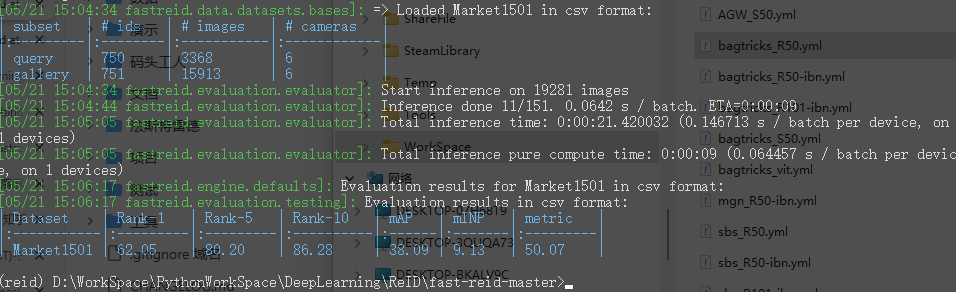 [05/21 15:04:34 fastreid.data.datasets.bases]: => Loaded Market1501 in csv format:
| subset | # ids | # images | # cameras |
|:---------|:--------|:-----------|:------------|
| query | 750 | 3368 | 6 |
| gallery | 751 | 15913 | 6 |
[05/21 15:04:34 fastreid.evaluation.evaluator]: Start inference on 19281 images
[05/21 15:04:44 fastreid.evaluation.evaluator]: Inference done 11/151. 0.0642 s / batch. ETA=0:00:09
[05/21 15:05:05 fastreid.evaluation.evaluator]: Total inference time: 0:00:21.420032 (0.146713 s / batch per device, on
1 devices)
[05/21 15:05:05 fastreid.evaluation.evaluator]: Total inference pure compute time: 0:00:09 (0.064457 s / batch per devic
e, on 1 devices)
[05/21 15:06:17 fastreid.engine.defaults]: Evaluation results for Market1501 in csv format:
[05/21 15:06:17 fastreid.evaluation.testing]: Evaluation results in csv format:
| Dataset | Rank-1 | Rank-5 | Rank-10 | mAP | mINP | metric |
| Market1501 | 62.05 | 80.20 | 86.28 | 38.09 | 9.13 | 50.07 |
(reid) D:\WorkSpace\PythonWorkSpace\DeepLearning\ReID\fast-reid-master>
演示
码头工人
项目
工具
.gitignore 域名
ShareFile
SteamLibrary
Temp
Tools
WorkSpace
网络
DESKTOP-3QUQA73
DESKTOP-BKALV9C
AGW_S50.yml
bagtricks_R50.yml
bagtricks_R50-ibn.yml
bagtricks_S50.yml
bagtricks_vit.yml
mgn_R50-ibn.yml
sbs_R50.yml
sbs_R50-ibn.yml